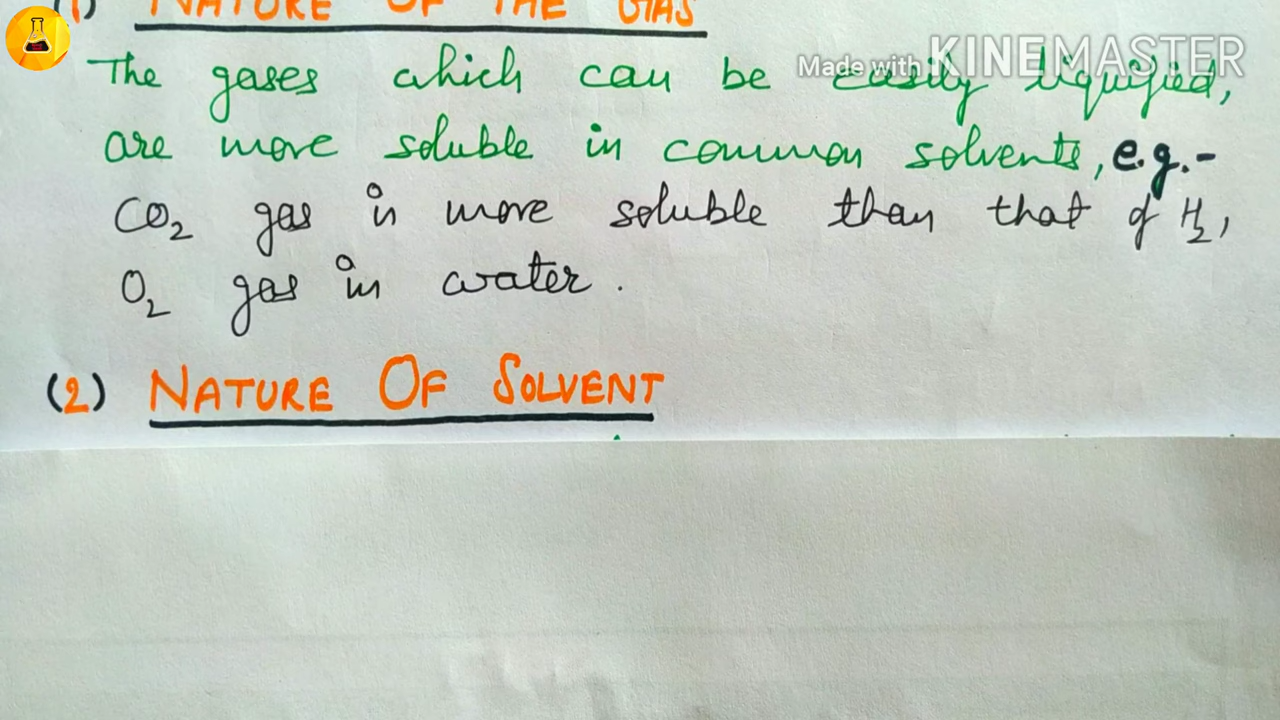 (1) NATURE OF THE GAS
Made with KINEMASTER
The gases which can be easily liquified,
are more soluble in common solvents, e.g.-
CO₂ gas is more soluble than that of H₂,
O₂ gas in water.
(2) NATURE OF SOLVENT